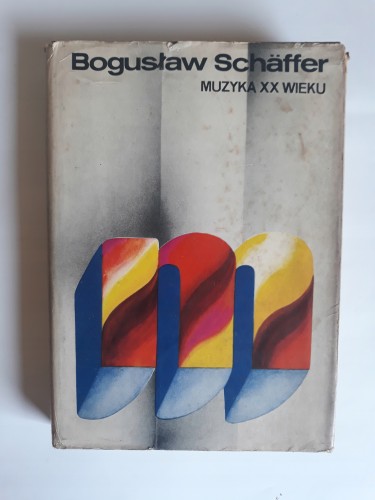 Bogusław Schäffer
MUZYKA XX WIEKU